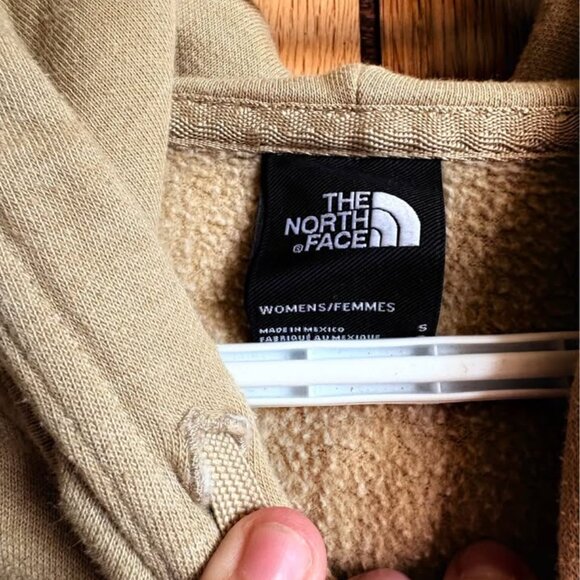 THE
NORTH
® FACE
WOMENS/FEMMES
MADE IN MEXICO S
FABRIQUÉ AU MEXIQUE